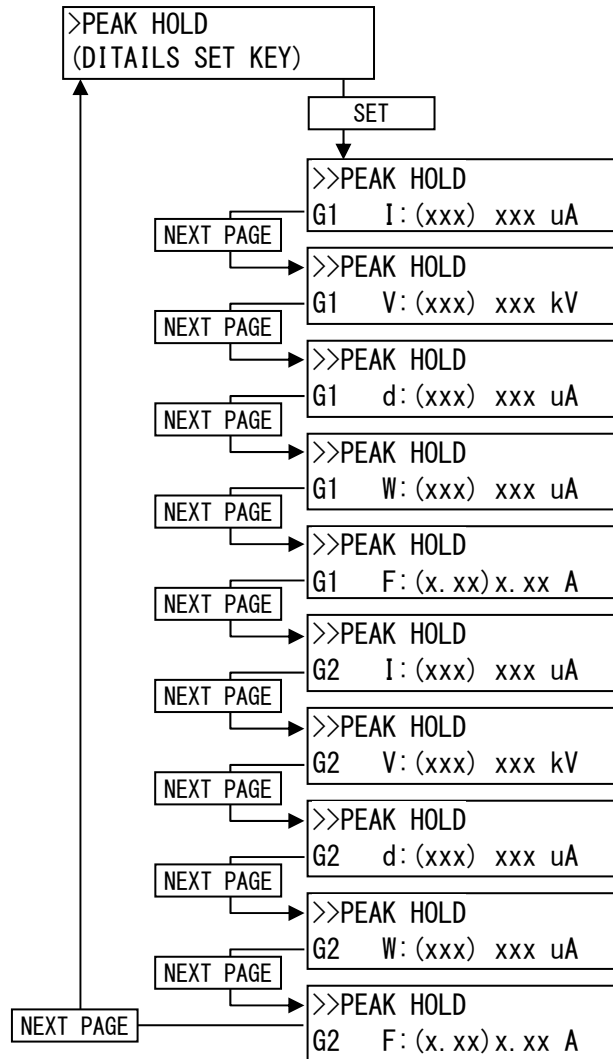 >PEAK HOLD
(DITAILS SET KEY)
SET
>>PEAK HOLD
G1 I:(xxx) xxx uA
NEXT PAGE
>>PEAK HOLD
G1 V:(xxx) xxx kV
NEXT PAGE
>>PEAK HOLD
G1 d:(xxx) xxx uA
NEXT PAGE
>>PEAK HOLD
G1 W:(xxx) xxx uA
NEXT PAGE
>>PEAK HOLD
G1 F:(x.xx)x.xx A
NEXT PAGE
>>PEAK HOLD
G2 I:(xxx) xxx uA
NEXT PAGE
>>PEAK HOLD
G2 V:(xxx) xxx kV
NEXT PAGE
>>PEAK HOLD
G2 d:(xxx) xxx uA
NEXT PAGE
>>PEAK HOLD
G2 W:(xxx) xxx uA
NEXT PAGE
>>PEAK HOLD
G2 F:(x.xx)x.xx A
NEXT PAGE